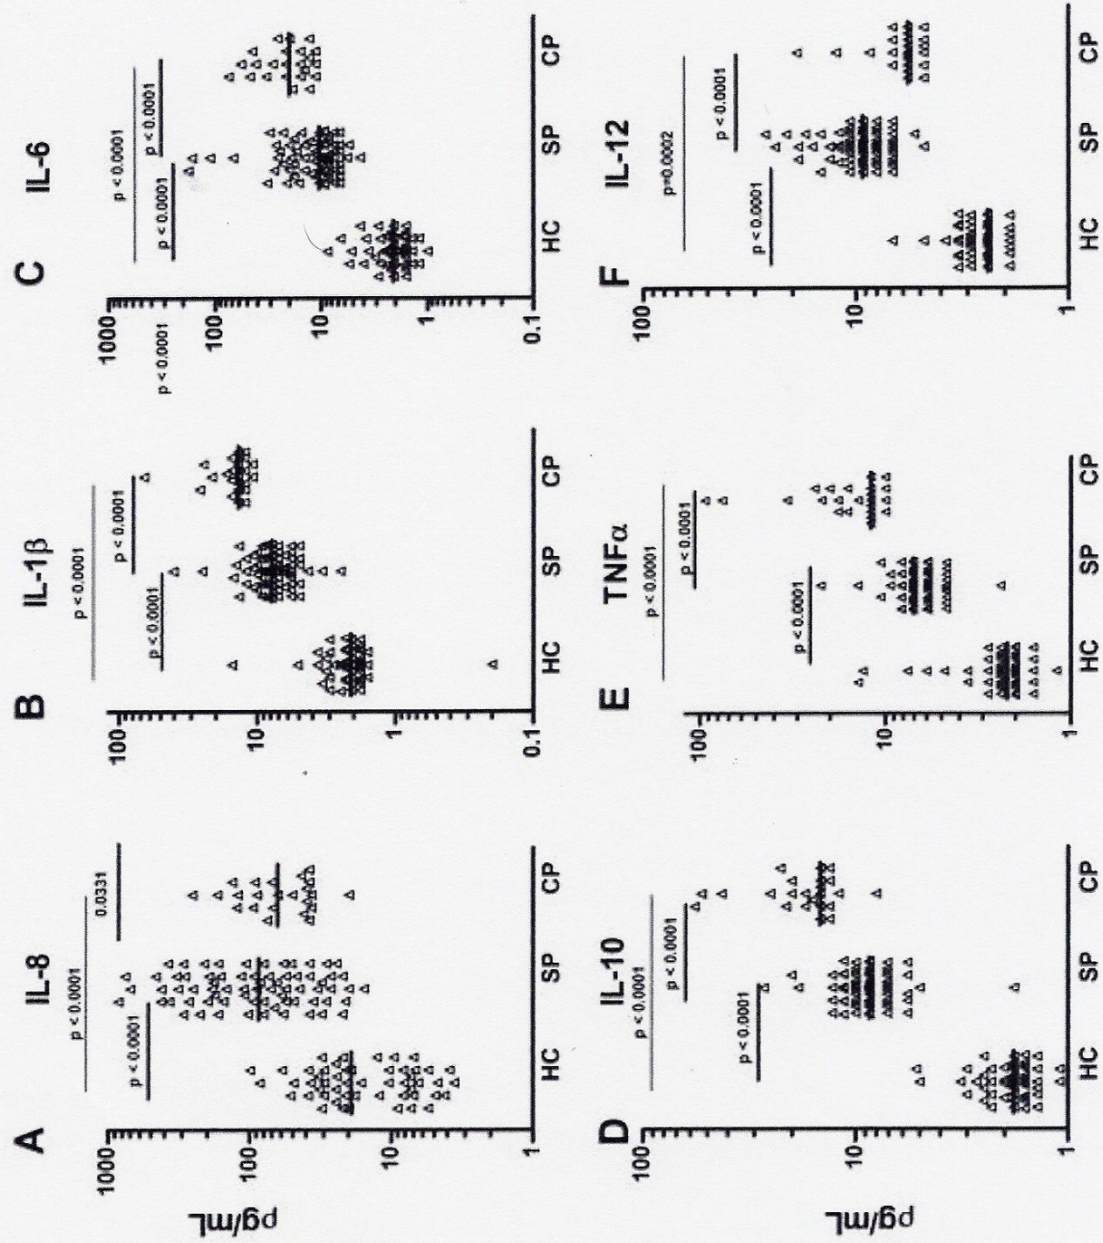 A
IL-8
p < 0.0001
0.0331
p < 0.0001
1000
100
10
1
pg/mL
HC SP CP
B
IL-1β
p < 0.0001
p < 0.0001
p < 0.0001
100
10
1
0.1
HC SP CP
C
IL-6
p < 0.0001
p < 0.0001
p < 0.0001
p < 0.0001
1000
100
10
1
0.1
HC SP CP
D
IL-10
p < 0.0001
p < 0.0001
p < 0.0001
100
10
1
pg/mL
HC SP CP
E
TNFα
p < 0.0001
p < 0.0001
p < 0.0001
100
10
1
HC SP CP
F
IL-12
p=0.0002
p < 0.0001
p < 0.0001
100
10
1
HC SP CP